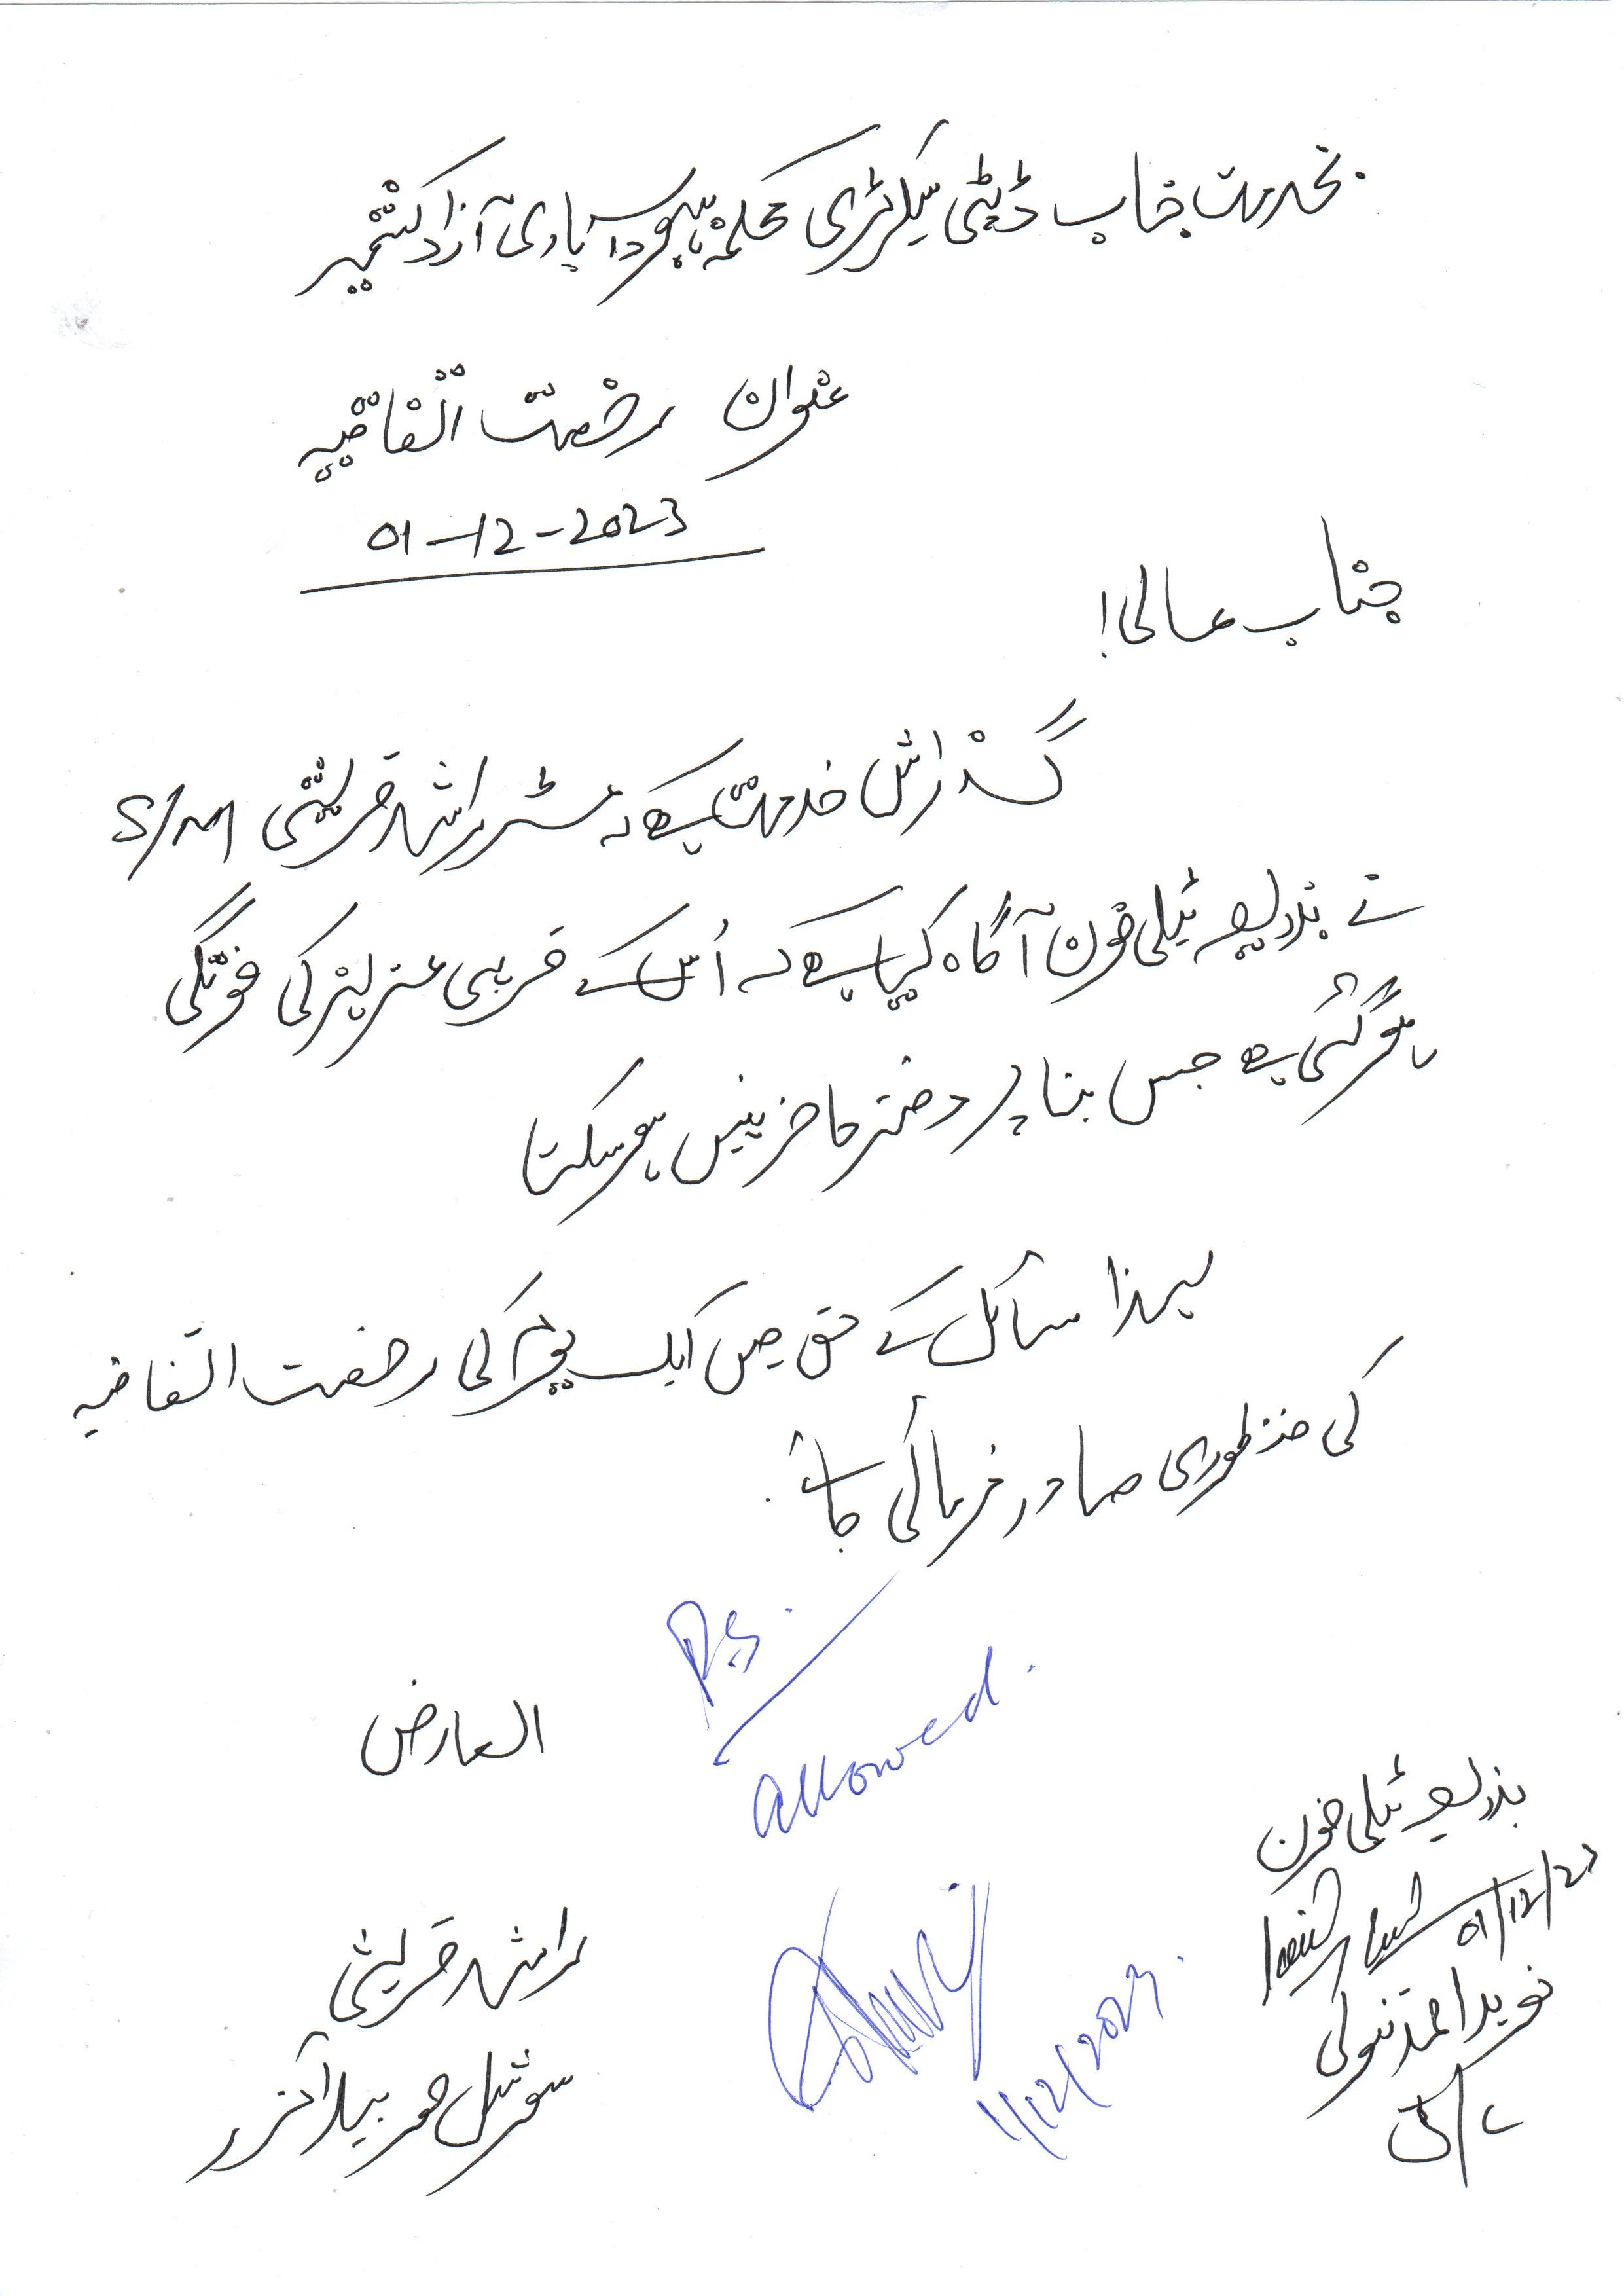 بخدمت جناب ڈپٹی سیکرٹری محکمہ بہبود آبادی آزاد کشمیر
عنوان رخصت اتفاقیہ
01-12-2023
جناب عالی!
گذارش خدمت ہے کہ مسٹر راشد قریشی S/M
نے بذریعہ ٹیلی فون آگاہ کیا ہے کہ اُس کے قریبی عزیز کی فوتگی
ہو گئی ہے جس بنا پر دفتر حاضر نہیں ہو سکتا
لہذا سائل کے حق میں ایک یوم کی رخصت اتفاقیہ
کی منظوری صادر فرمائی جائے.
P.S.
allowed.
العارض
راشد قریشی
سوشل موبیلائزر
1/12/2023.
بذریعہ ٹیلی فون
01/12/23
نوید احمد تنولی
J/C